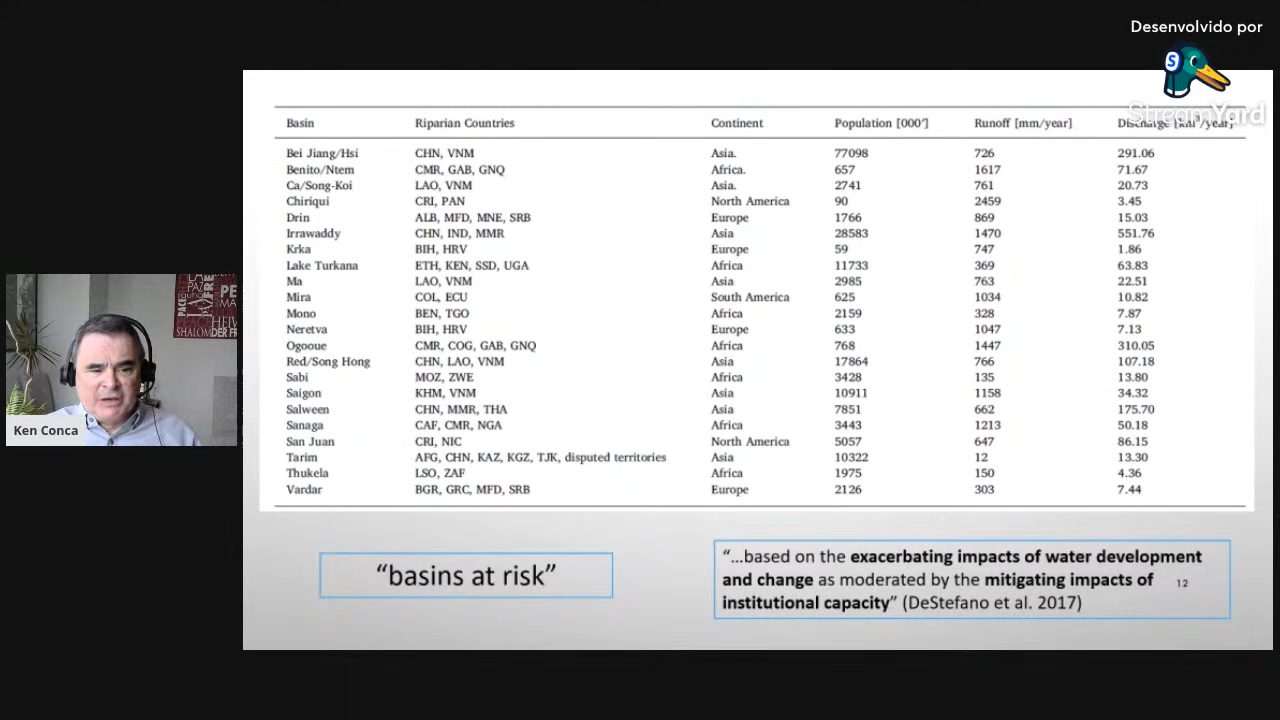 Desenvolvido por
S
StreamYard
Basin Riparian Countries Continent Population [000'] Runoff [mm/year] Discharge [km³/year]
Bei Jiang/Hsi CHN, VNM Asia. 77098 726 291.06
Benito/Ntem CMR, GAB, GNQ Africa. 657 1617 71.67
Ca/Song-Koi LAO, VNM Asia. 2741 761 20.73
Chiriqui CRI, PAN North America 90 2459 3.45
Drin ALB, MFD, MNE, SRB Europe 1766 869 15.03
Irrawaddy CHN, IND, MMR Asia 28583 1470 551.76
Krka BIH, HRV Europe 59 747 1.86
Lake Turkana ETH, KEN, SSD, UGA Africa 11733 369 63.83
Ma LAO, VNM Asia 2985 763 22.51
Mira COL, ECU South America 625 1034 10.82
Mono BEN, TGO Africa 2159 328 7.87
Neretva BIH, HRV Europe 633 1047 7.13
Ogooue CMR, COG, GAB, GNQ Africa 768 1447 310.05
Red/Song Hong CHN, LAO, VNM Asia 17864 766 107.18
Sabi MOZ, ZWE Africa 3428 135 13.80
Saigon KHM, VNM Asia 10911 1158 34.32
Salween CHN, MMR, THA Asia 7851 662 175.70
Sanaga CAF, CMR, NGA Africa 3443 1213 50.18
San Juan CRI, NIC North America 5057 647 86.15
Tarim AFG, CHN, KAZ, KGZ, TJK, disputed territories Asia 10322 12 13.30
Thukela LSO, ZAF Africa 1975 150 4.36
Vardar BGR, GRC, MFD, SRB Europe 2126 303 7.44
“basins at risk”
“...based on the exacerbating impacts of water development
and change as moderated by the mitigating impacts of
institutional capacity” (DeStefano et al. 2017)
12
PAZ
PACE
SHALOM
Ken Conca